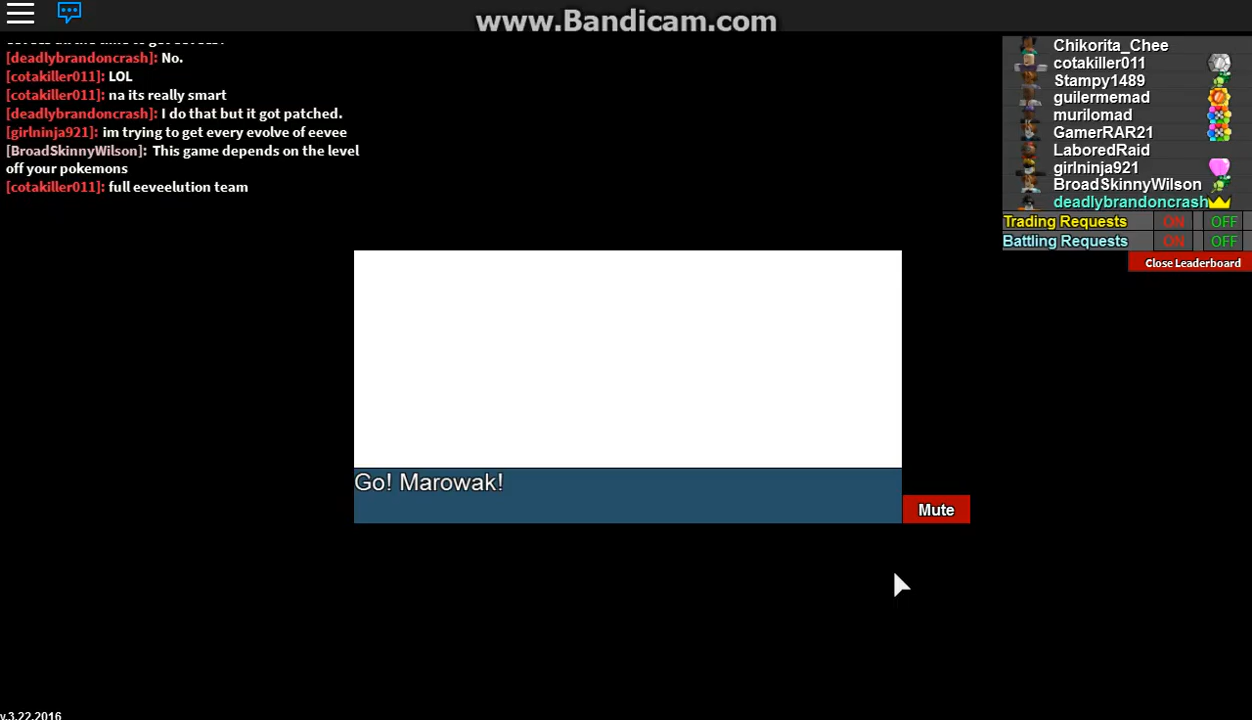 www.Bandicam.com
[deadlybrandoncrash]: No.
[cotakiller011]: LOL
[cotakiller011]: na its really smart
[deadlybrandoncrash]: I do that but it got patched.
[girlninja921]: im trying to get every evolve of eevee
[BroadSkinnyWilson]: This game depends on the level
off your pokemons
[cotakiller011]: full eeveelution team
Chikorita_Chee
cotakiller011
Stampy1489
guilermemad
murilomad
GamerRAR21
LaboredRaid
girlninja921
BroadSkinnyWilson
deadlybrandoncrash
Trading Requests ON OFF
Battling Requests ON OFF
Close Leaderboard
Go! Marowak!
Mute
v.3.22.2016